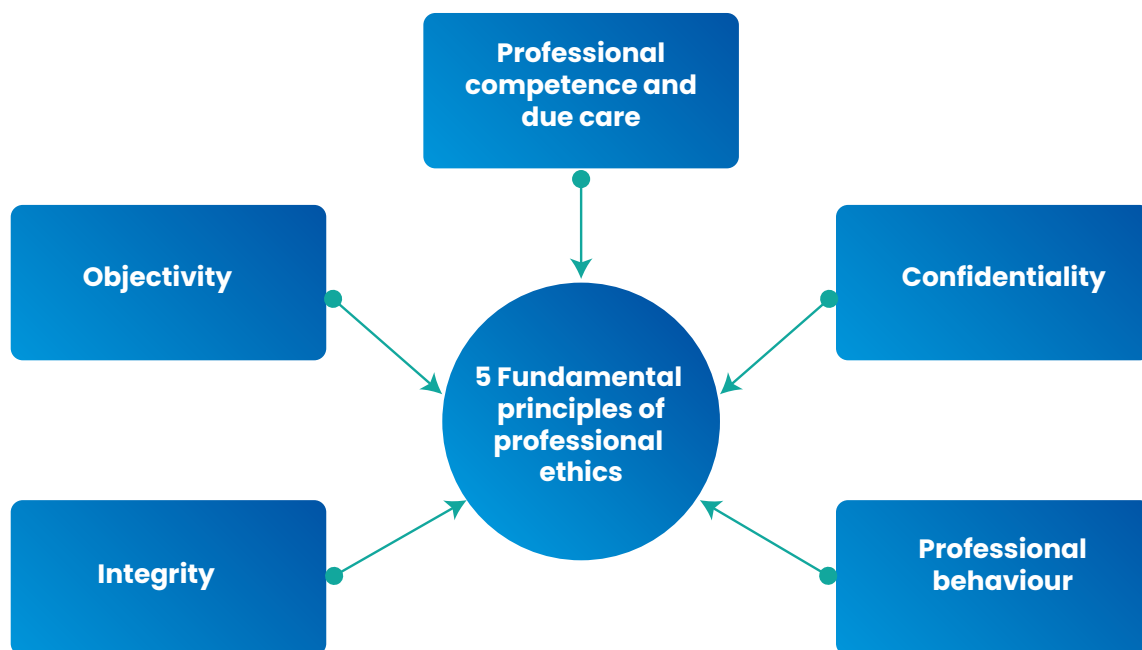 Professional
competence and
due care
Objectivity
Confidentiality
5 Fundamental
principles of
professional
ethics
Integrity
Professional
behaviour